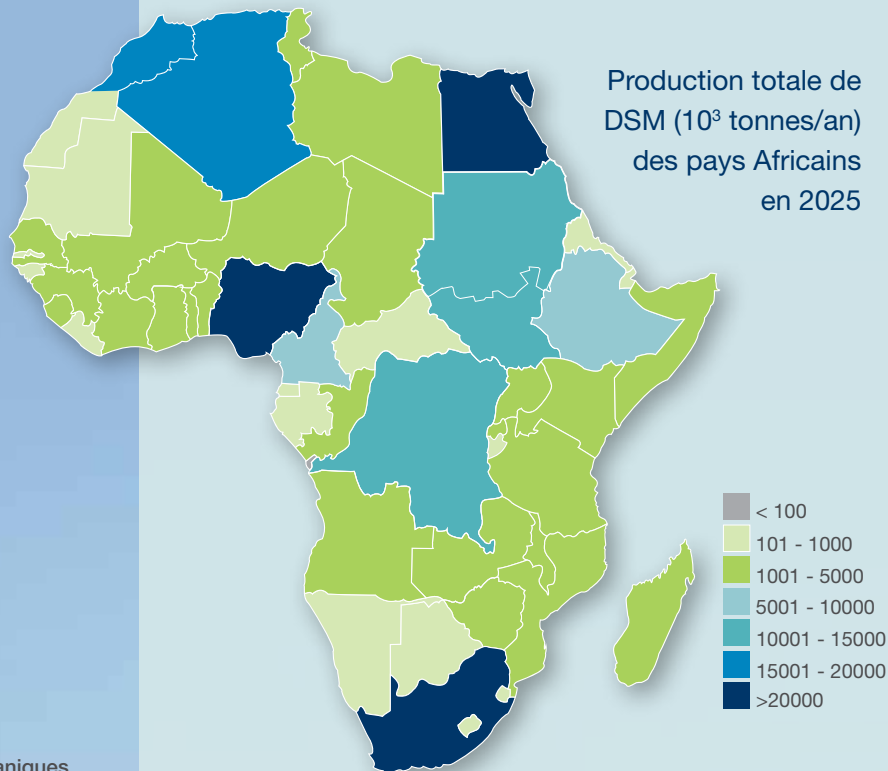 Production totale de
DSM (10³ tonnes/an)
des pays Africains
en 2025
< 100
101 - 1000
1001 - 5000
5001 - 10000
10001 - 15000
15001 - 20000
>20000